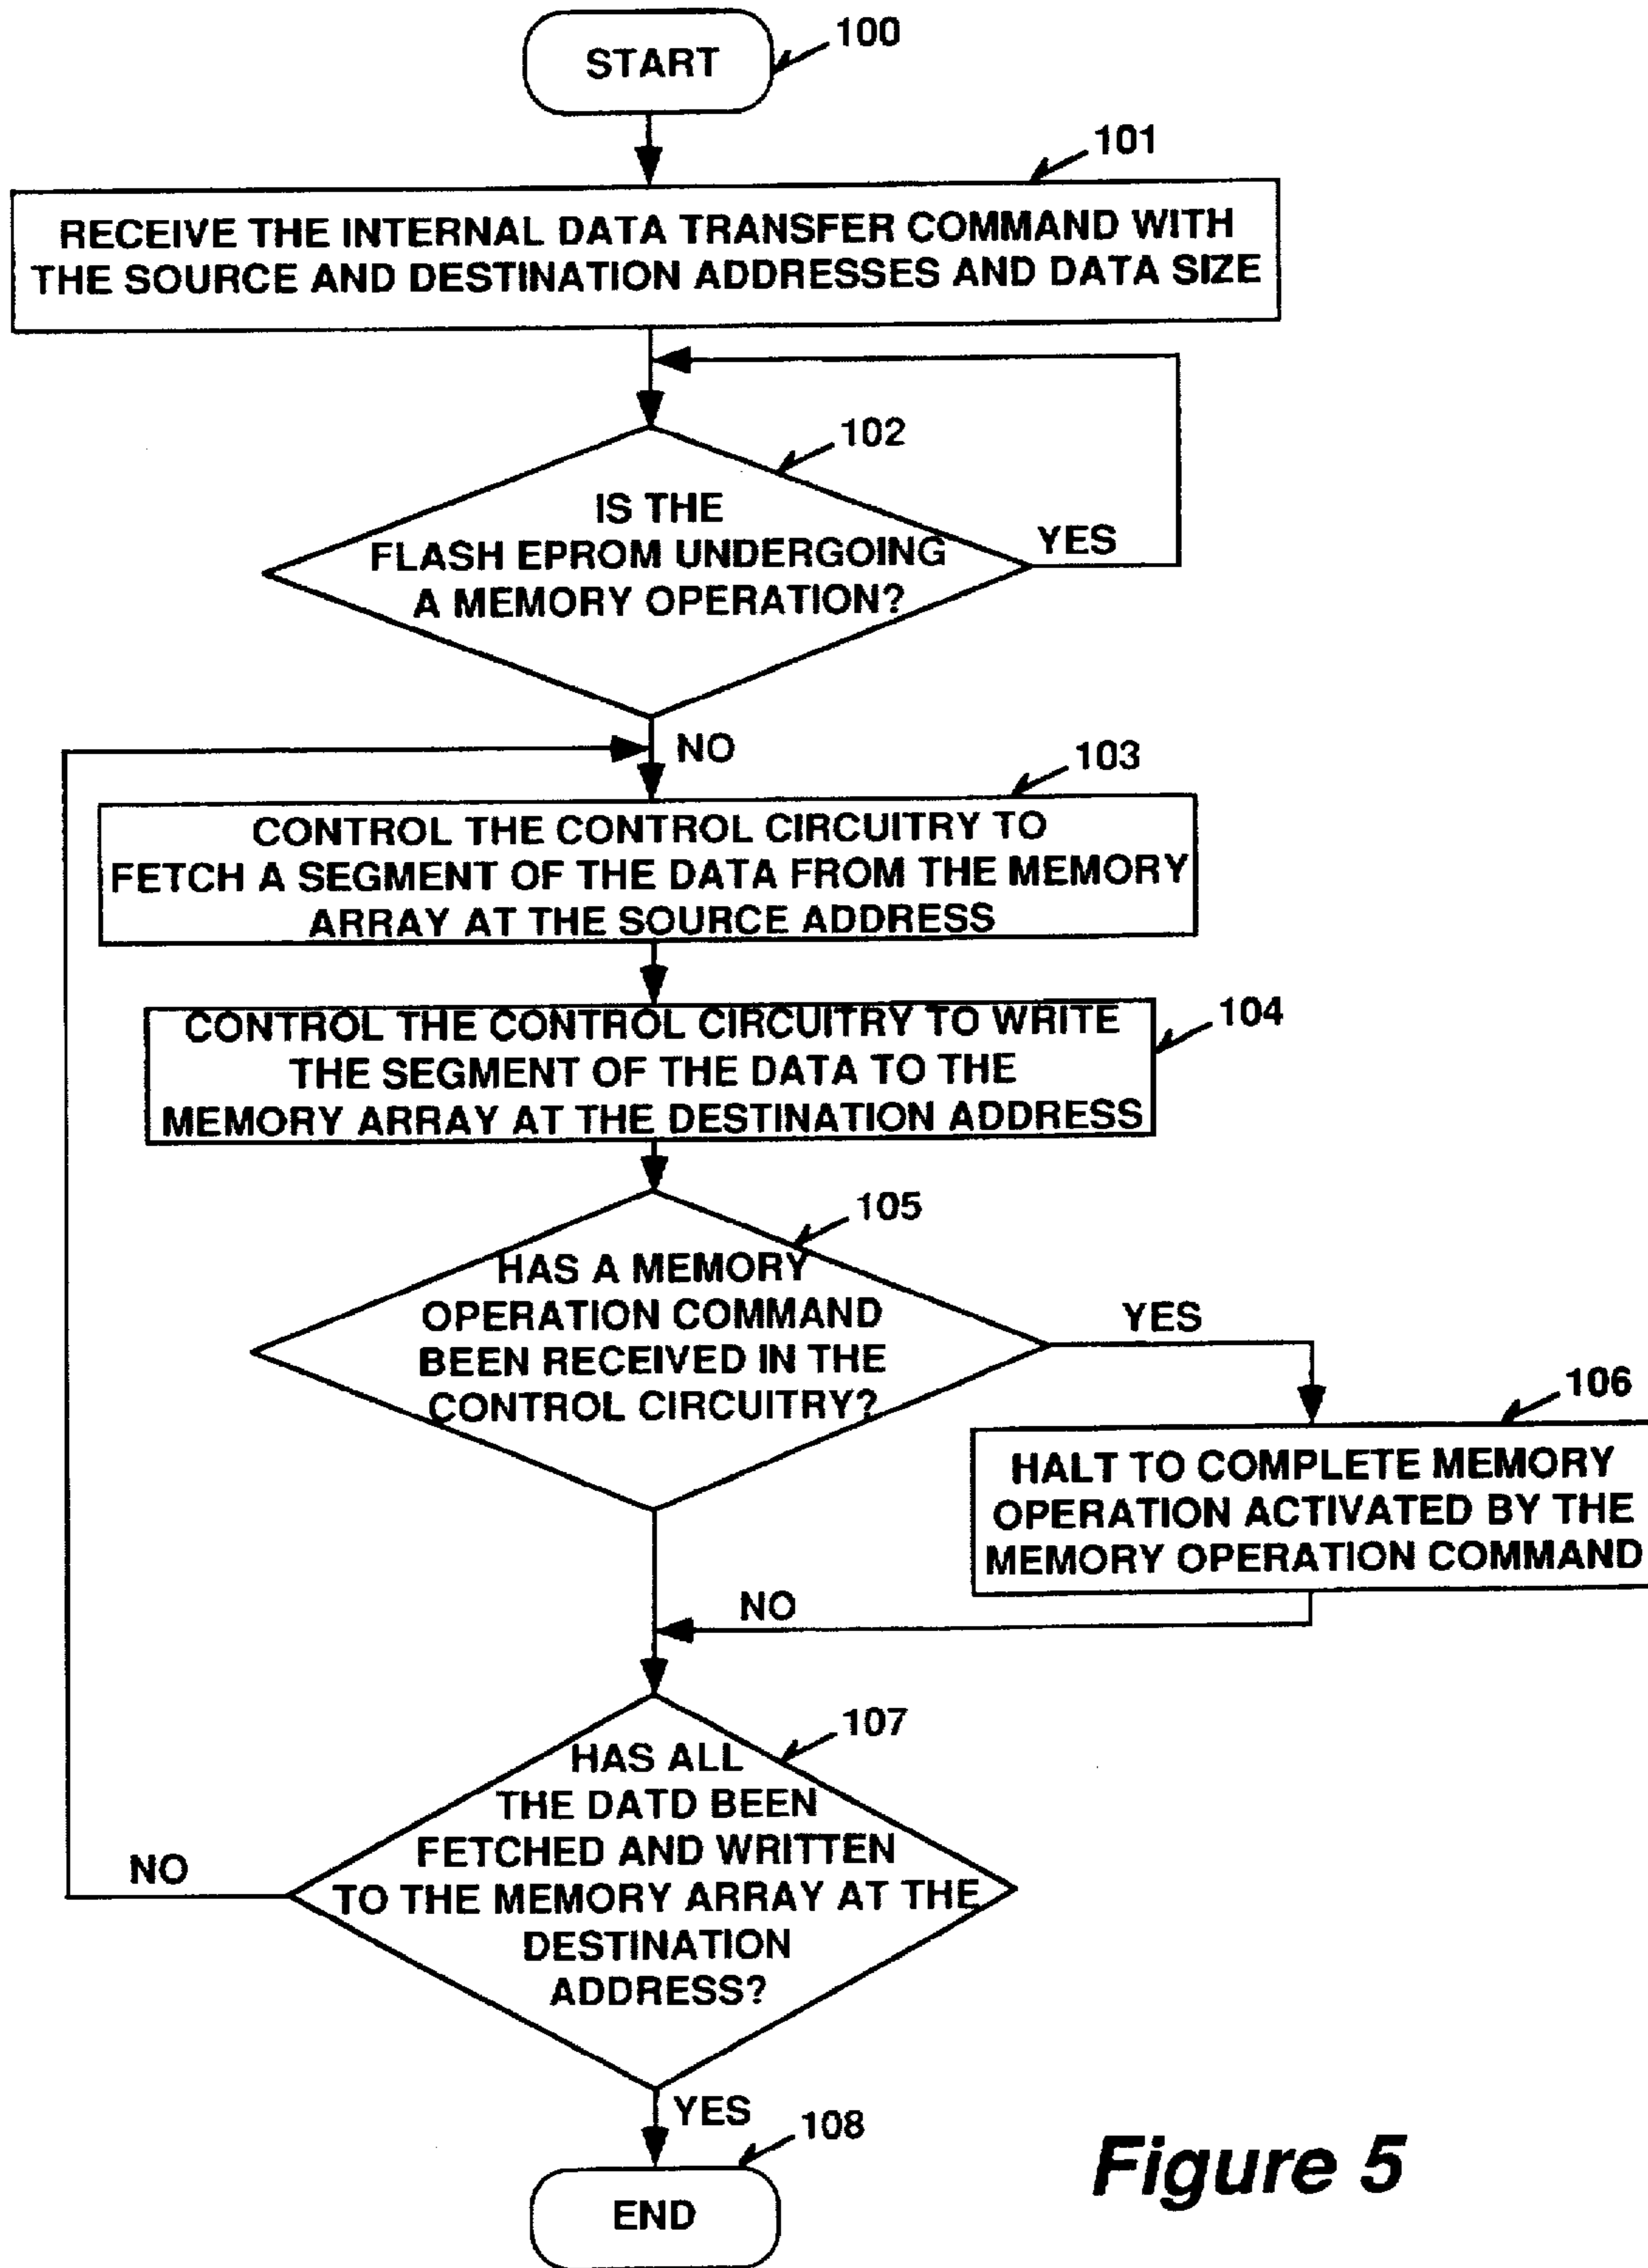 START
100
101
RECEIVE THE INTERNAL DATA TRANSFER COMMAND WITH
THE SOURCE AND DESTINATION ADDRESSES AND DATA SIZE
102
IS THE
FLASH EPROM UNDERGOING
A MEMORY OPERATION?
YES
NO
103
CONTROL THE CONTROL CIRCUITRY TO
FETCH A SEGMENT OF THE DATA FROM THE MEMORY
ARRAY AT THE SOURCE ADDRESS
104
CONTROL THE CONTROL CIRCUITRY TO WRITE
THE SEGMENT OF THE DATA TO THE
MEMORY ARRAY AT THE DESTINATION ADDRESS
105
HAS A MEMORY
OPERATION COMMAND
BEEN RECEIVED IN THE
CONTROL CIRCUITRY?
YES
106
HALT TO COMPLETE MEMORY
OPERATION ACTIVATED BY THE
MEMORY OPERATION COMMAND
NO
107
HAS ALL
THE DATD BEEN
FETCHED AND WRITTEN
TO THE MEMORY ARRAY AT THE
DESTINATION
ADDRESS?
NO
YES
108
END
Figure 5